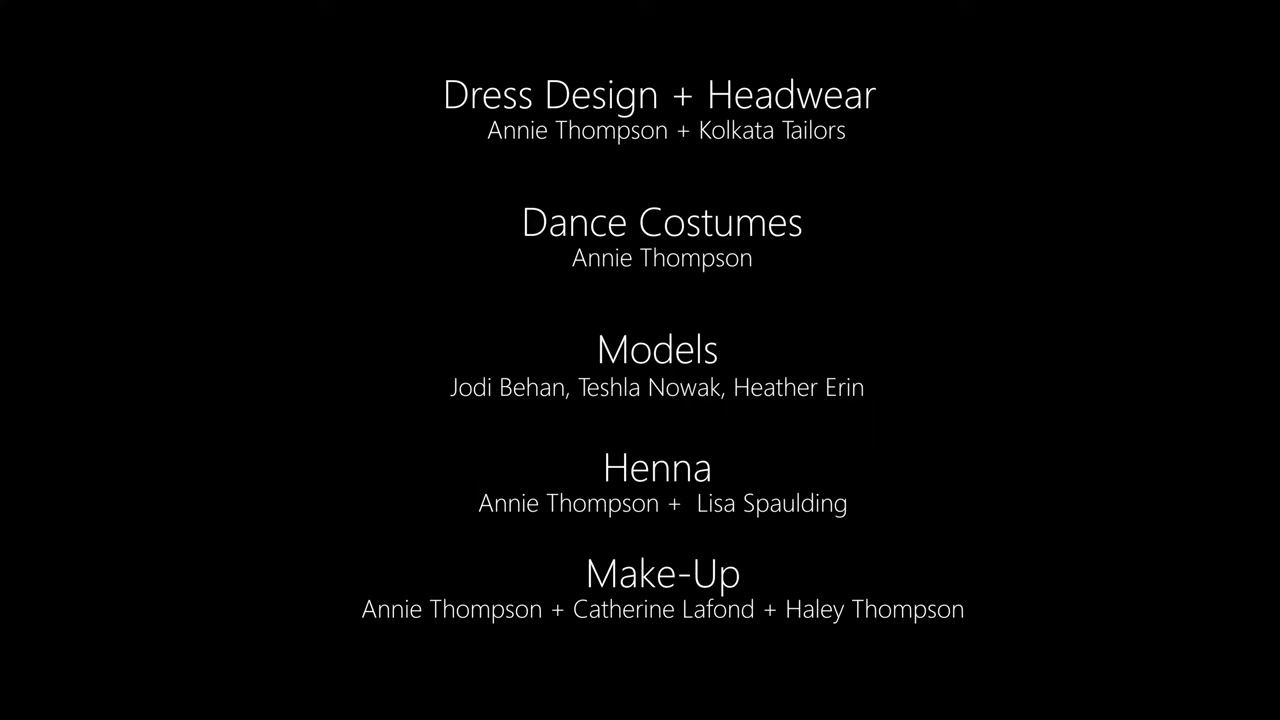 Dress Design + Headwear
Annie Thompson + Kolkata Tailors
Dance Costumes
Annie Thompson
Models
Jodi Behan, Teshla Nowak, Heather Erin
Henna
Annie Thompson +  Lisa Spaulding
Make-Up
Annie Thompson + Catherine Lafond + Haley Thompson